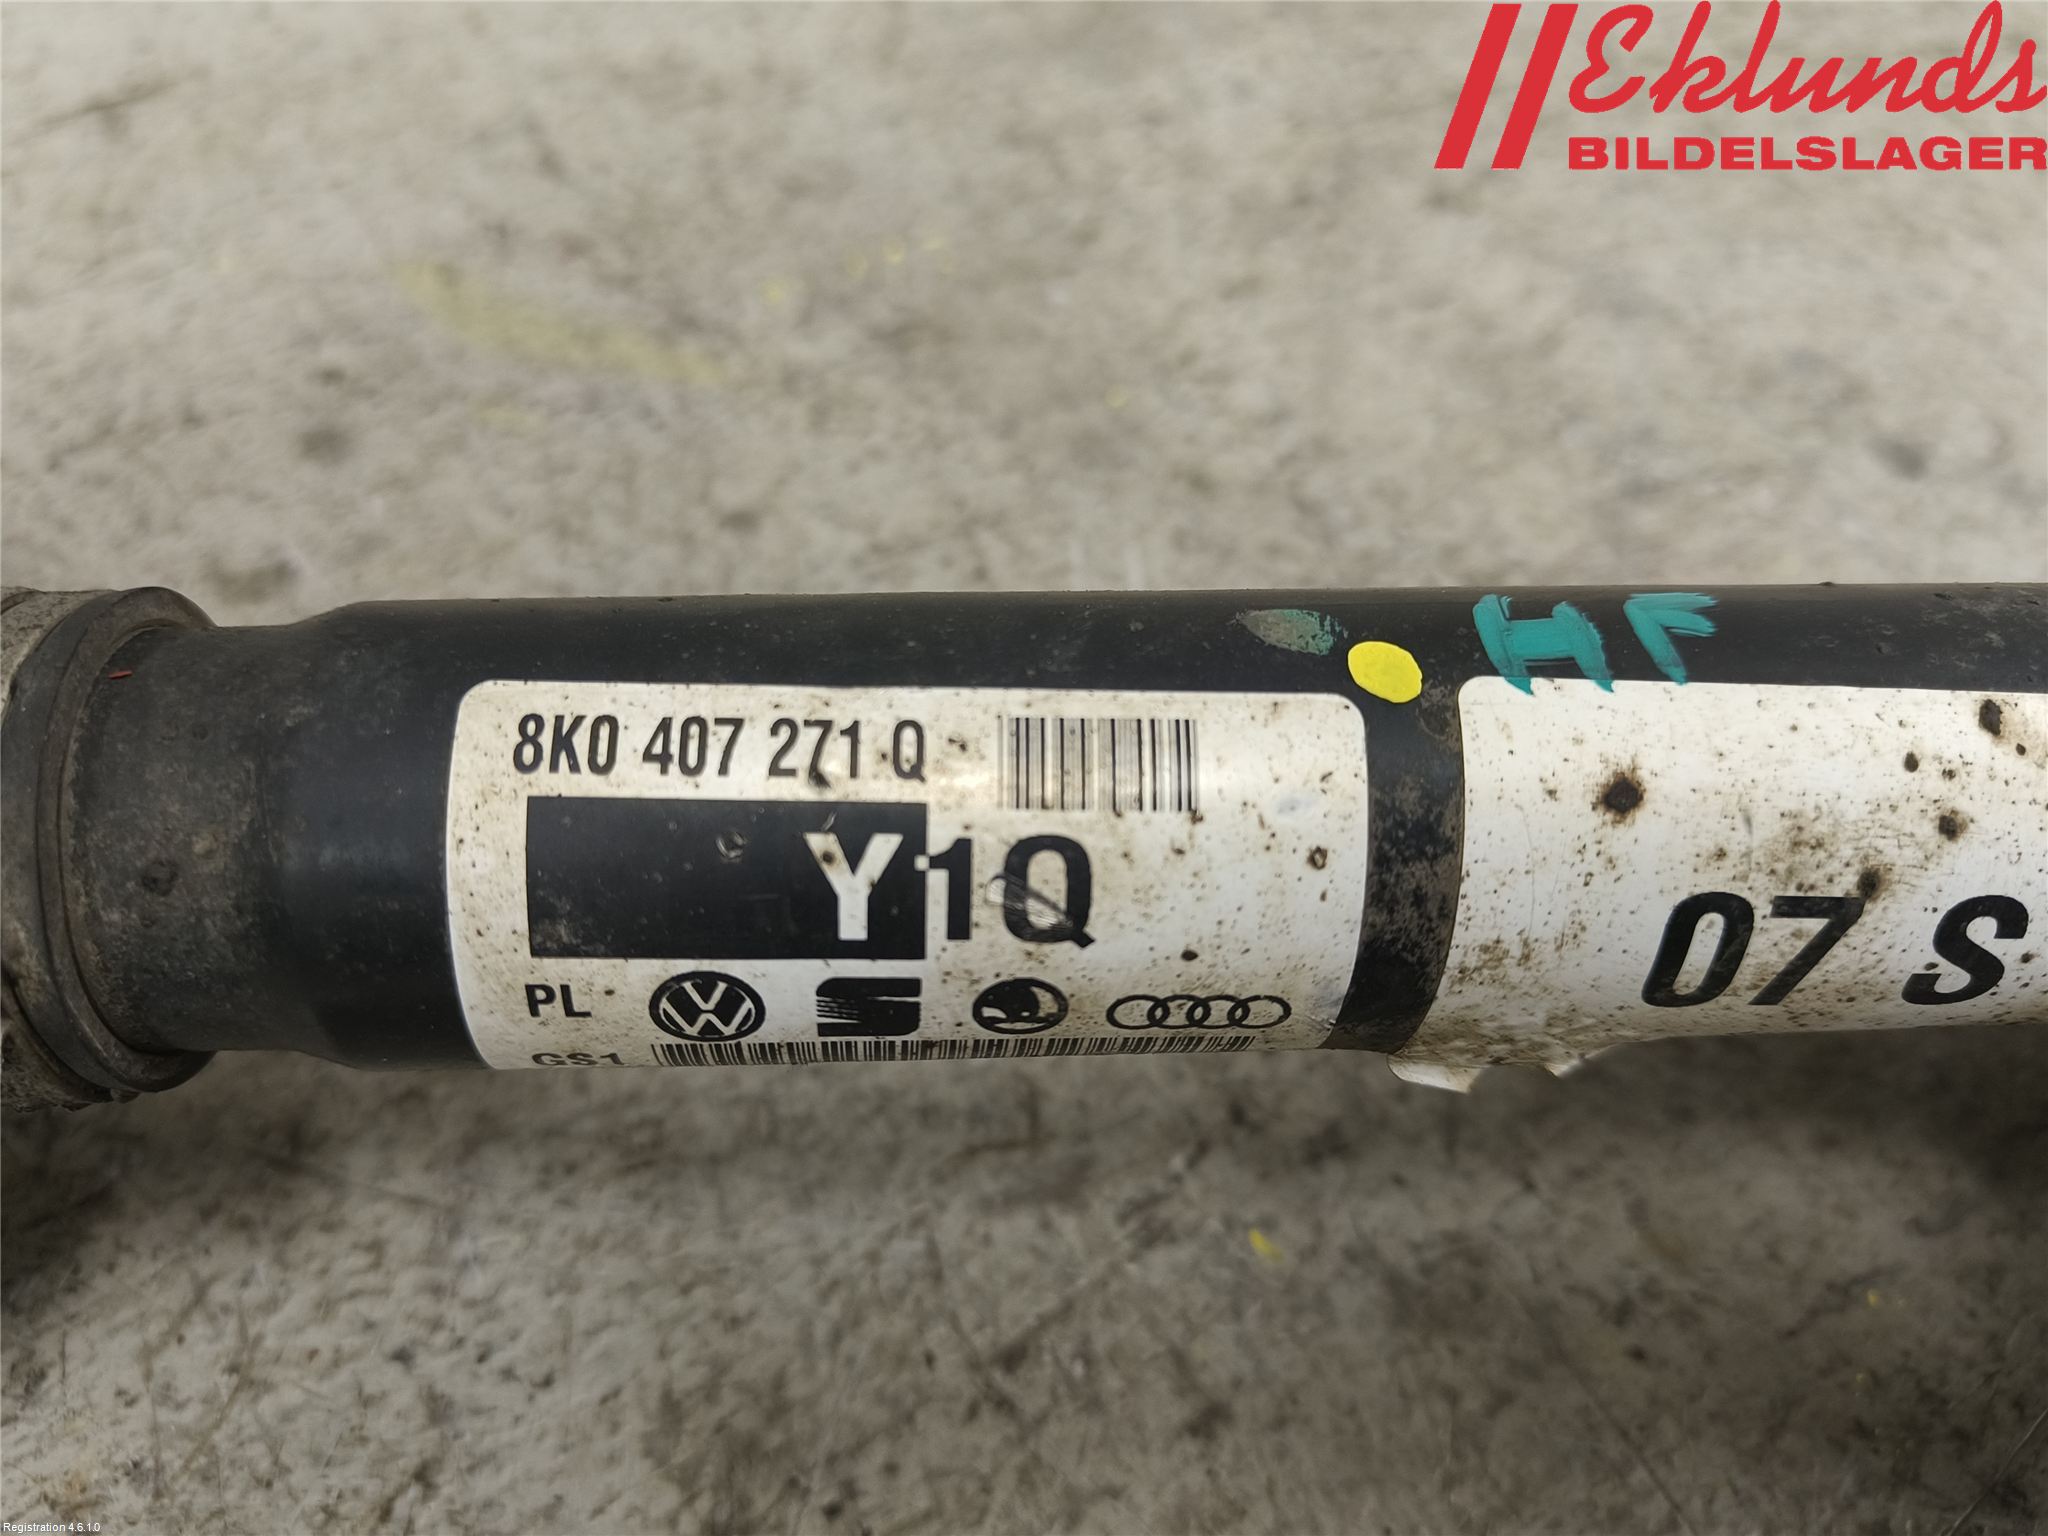 Eklunds
BILDELSLAGER
HF
8K0 407 271 Q
Y1Q
07 S
PL
GS1
Registration 4.6.1.0